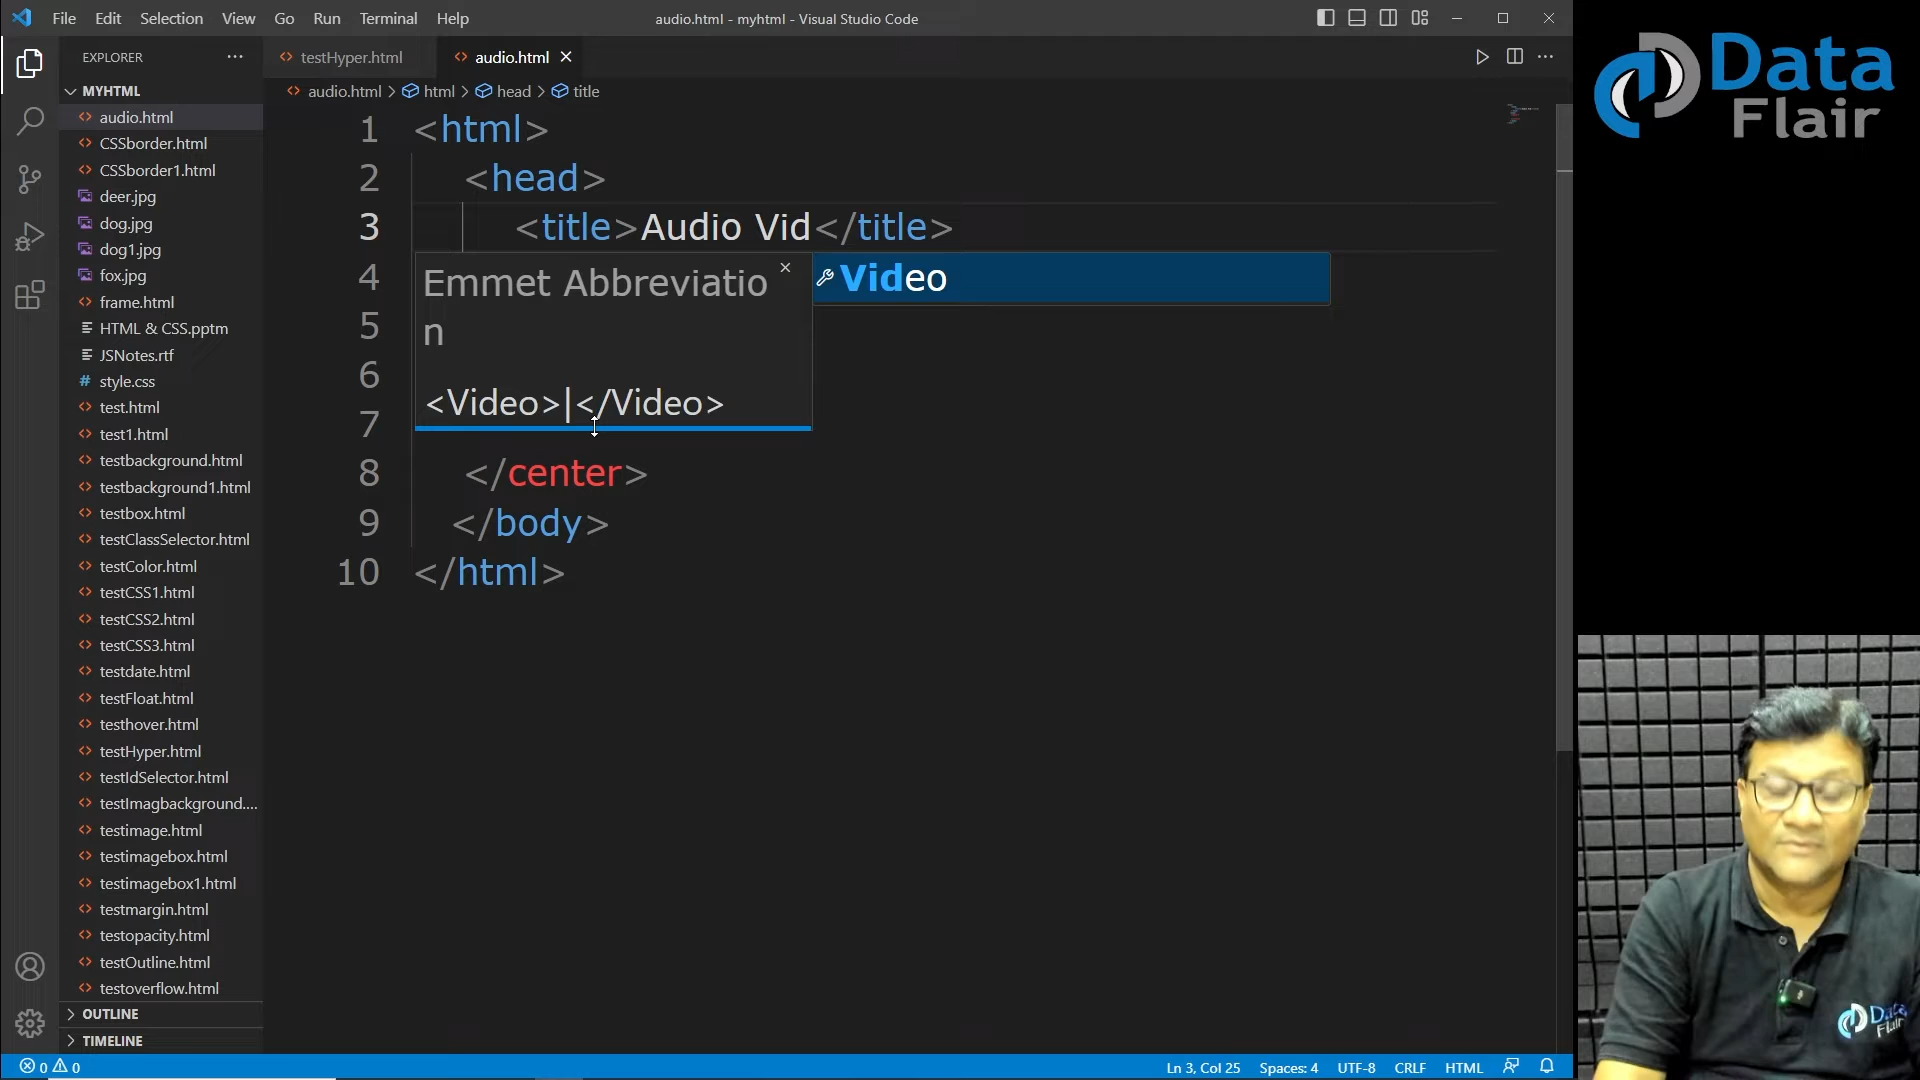 File Edit Selection View Go Run Terminal Help
audio.html - myhtml - Visual Studio Code
EXPLORER
MYHTML
audio.html
CSSborder.html
CSSborder1.html
deer.jpg
dog.jpg
dog1.jpg
fox.jpg
frame.html
HTML & CSS.pptm
JSNotes.rtf
style.css
test.html
test1.html
testbackground.html
testbackground1.html
testbox.html
testClassSelector.html
testColor.html
testCSS1.html
testCSS2.html
testCSS3.html
testdate.html
testFloat.html
testhover.html
testHyper.html
testIdSelector.html
testImagbackground....
testimage.html
testimagebox.html
testimagebox1.html
testmargin.html
testopacity.html
testOutline.html
testoverflow.html
OUTLINE
TIMELINE
testHyper.html audio.html
audio.html > html > head > title
1 <html>
2 <head>
3 <title>Audio Vid</title>
4
5
6
7
8 </center>
9 </body>
10 </html>
Emmet Abbreviatio
n
<Video>|</Video>
Video
0 0 Ln 3, Col 25 Spaces: 4 UTF-8 CRLF HTML
Data
Flair
Data
Flair